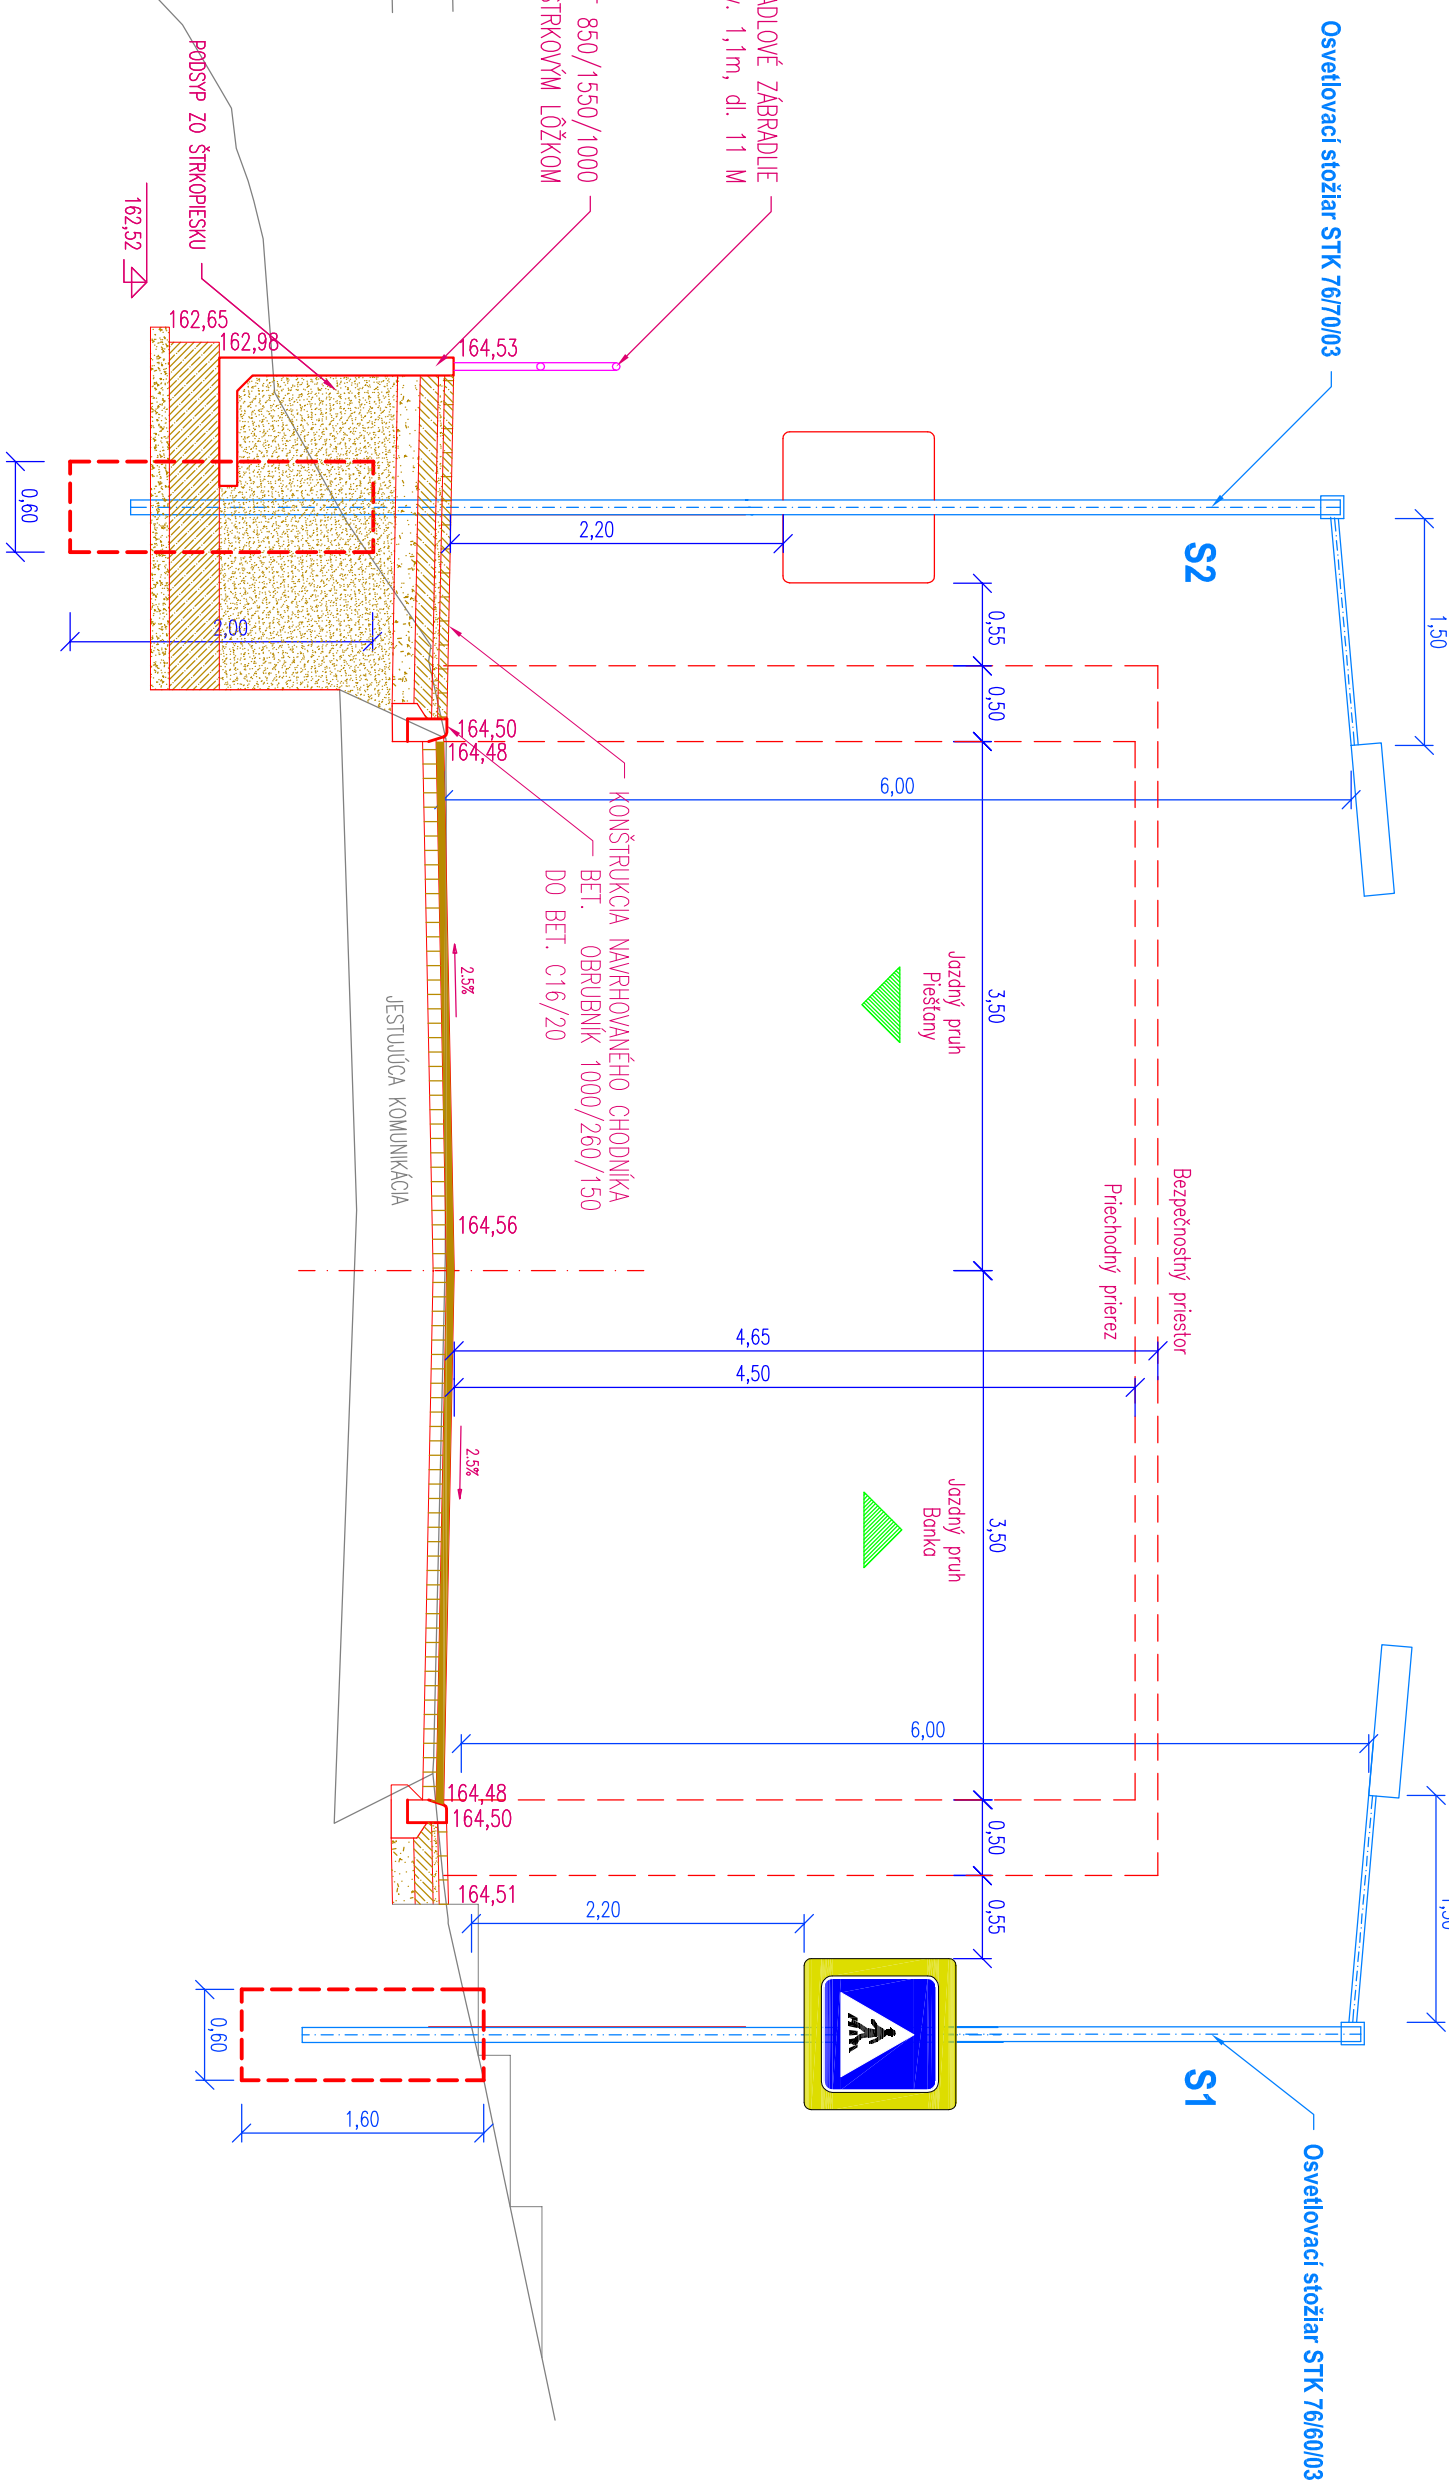 Osvetlovací stožiar STK 76/70/03
S2
1,50
ADLOVÉ ZÁBRADLIE
v. 1,1m, dl. 11 M
T 850/1550/1000
ŠTRKOVÝM LÔŽKOM
PODSYP ZO ŠTRKOPIESKU
162,52
162,65
162,98
164,53
0,60
2,00
2,20
0,55
0,50
164,50
164,48
6,00
KONŠTRUKCIA NAVRHOVANÉHO CHODNÍKA
BET. OBRUBNÍK 1000/260/150
DO BET. C16/20
2.5%
JESTUJÚCA KOMUNIKÁCIA
3,50
Jazdný pruh
Piešťany
Bezpečnostný priestor
Priechodný prierez
164,56
4,65
4,50
2.5%
3,50
Jazdný pruh
Banka
6,00
164,48
164,50
164,51
0,50
0,55
2,20
1,50
0,60
1,60
S1
Osvetlovací stožiar STK 76/60/03